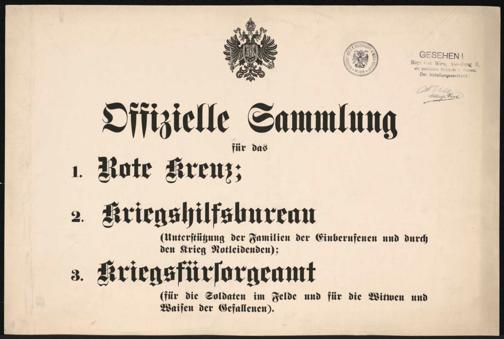 GESEHEN!
Offizielle Sammlung
für das
1. Rote Kreuz;
2. Kriegshilfsbureau
(Unterstützung der Familien der Einberufenen und durch
den Krieg Notleidenden);
3. Kriegsfürsorgeamt
(für die Soldaten im Felde und für die Witwen und
Waisen der Gefallenen).